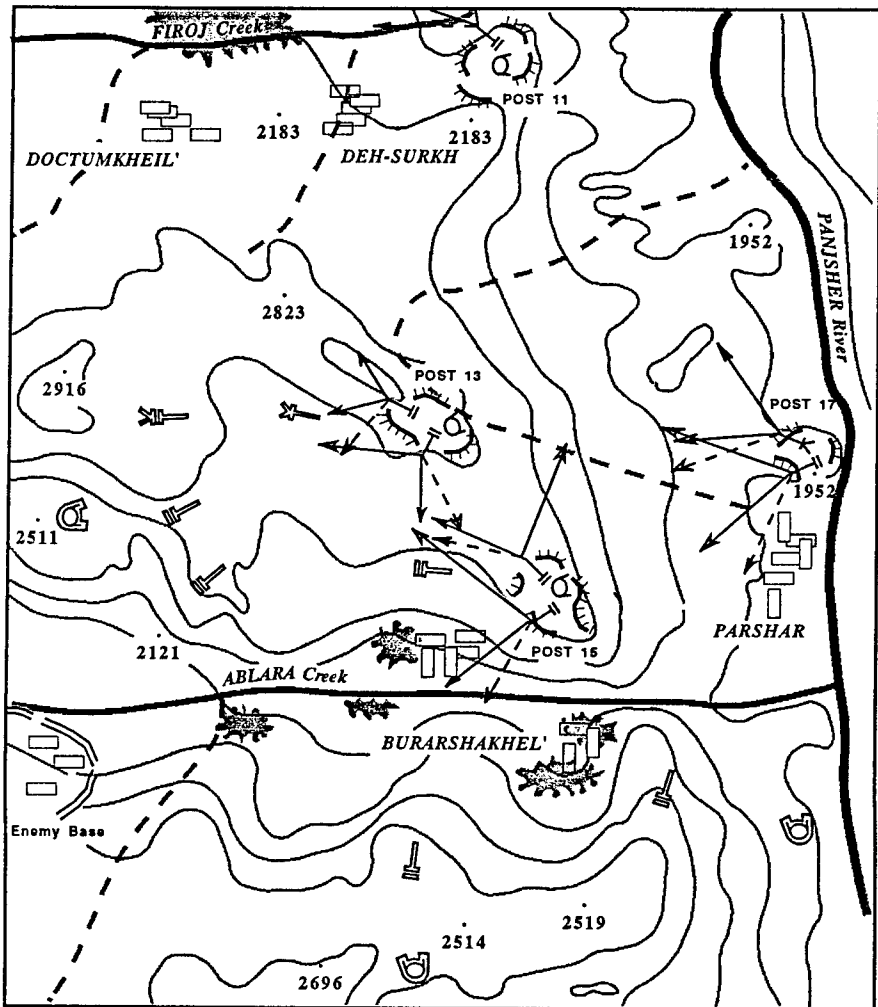 FIROJ Creek
POST 11
2183
2183
DOCTUMKHEIL'
DEH-SURKH
1952
PANJSHER River
2823
2916
POST 13
POST 17
1952
2511
PARSHAR
2121
POST 15
ABLARA Creek
BURARSHAKHEL'
Enemy Base
2519
2514
2696